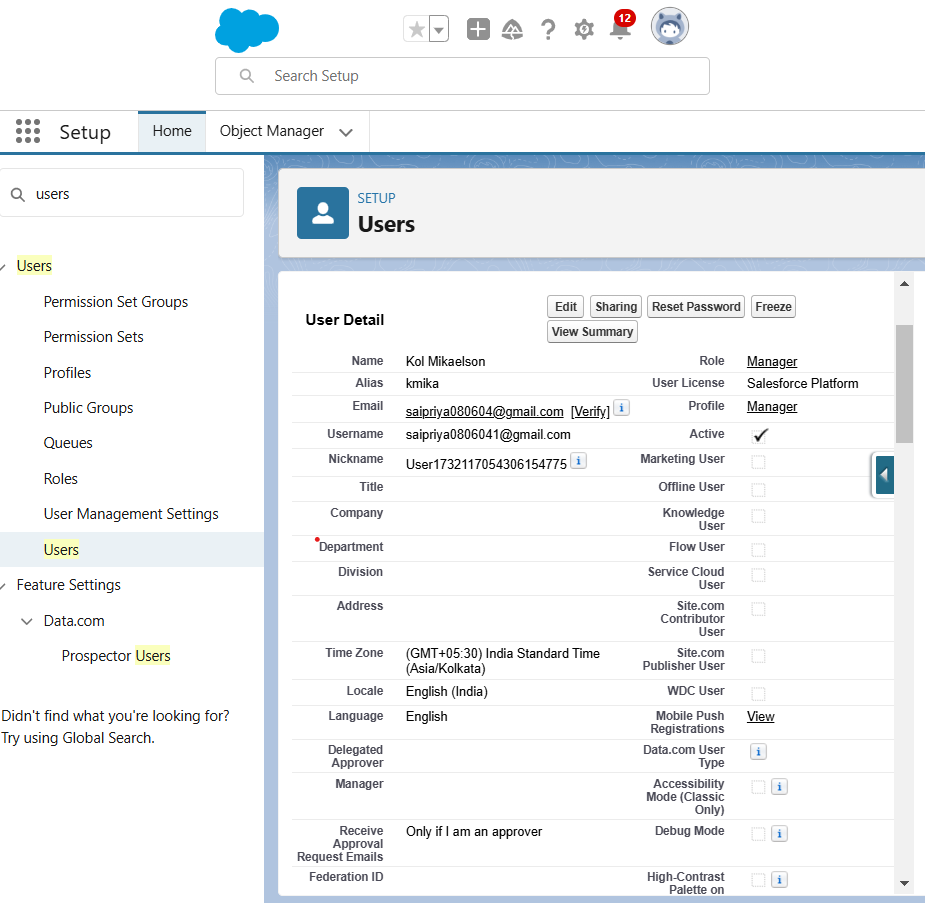 12
Search Setup
Setup
Home
Object Manager
users
Users
Permission Set Groups
Permission Sets
Profiles
Public Groups
Queues
Roles
User Management Settings
Users
Feature Settings
Data.com
Prospector Users
Didn't find what you're looking for?
Try using Global Search.
SETUP
Users
User Detail
Edit Sharing Reset Password Freeze
View Summary
Name Kol Mikaelson Role Manager
Alias kmika User License Salesforce Platform
Email saipriya080604@gmail.com [Verify] i Profile Manager
Username saipriya0806041@gmail.com Active
Nickname User1732117054306154775 i Marketing User
Title Offline User
Company Knowledge
User
Department Flow User
Division Service Cloud
User
Address Site.com
Contributor
User
Time Zone (GMT+05:30) India Standard Time Site.com
(Asia/Kolkata) Publisher User
Locale English (India) WDC User
Language English Mobile Push View
Registrations
Delegated Data.com User i
Approver Type
Manager Accessibility i
Mode (Classic
Only)
Receive Only if I am an approver Debug Mode i
Approval
Request Emails
Federation ID High-Contrast i
Palette on